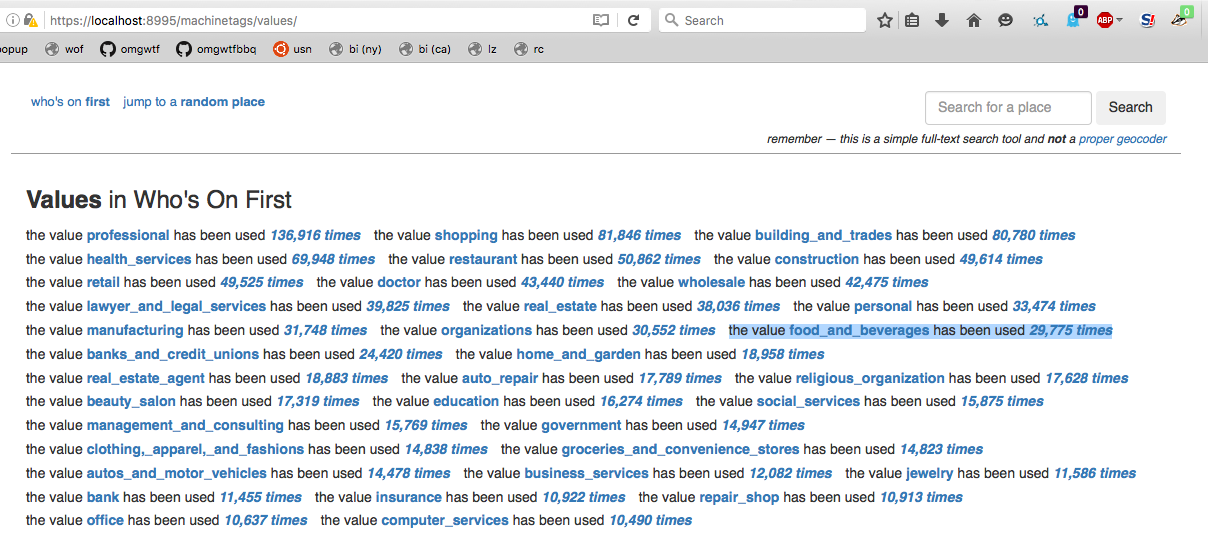 https://localhost:8995/machinetags/values/
Search
0
ABP
S!
0
opup wof omgwtf omgwtfbbq usn bi (ny) bi (ca) lz rc
who's on first jump to a random place
Search for a place Search
remember — this is a simple full-text search tool and not a proper geocoder
Values in Who's On First
the value professional has been used 136,916 times the value shopping has been used 81,846 times the value building_and_trades has been used 80,780 times
the value health_services has been used 69,948 times the value restaurant has been used 50,862 times the value construction has been used 49,614 times
the value retail has been used 49,525 times the value doctor has been used 43,440 times the value wholesale has been used 42,475 times
the value lawyer_and_legal_services has been used 39,825 times the value real_estate has been used 38,036 times the value personal has been used 33,474 times
the value manufacturing has been used 31,748 times the value organizations has been used 30,552 times the value food_and_beverages has been used 29,775 times
the value banks_and_credit_unions has been used 24,420 times the value home_and_garden has been used 18,958 times
the value real_estate_agent has been used 18,883 times the value auto_repair has been used 17,789 times the value religious_organization has been used 17,628 times
the value beauty_salon has been used 17,319 times the value education has been used 16,274 times the value social_services has been used 15,875 times
the value management_and_consulting has been used 15,769 times the value government has been used 14,947 times
the value clothing,_apparel,_and_fashions has been used 14,838 times the value groceries_and_convenience_stores has been used 14,823 times
the value autos_and_motor_vehicles has been used 14,478 times the value business_services has been used 12,082 times the value jewelry has been used 11,586 times
the value bank has been used 11,455 times the value insurance has been used 10,922 times the value repair_shop has been used 10,913 times
the value office has been used 10,637 times the value computer_services has been used 10,490 times